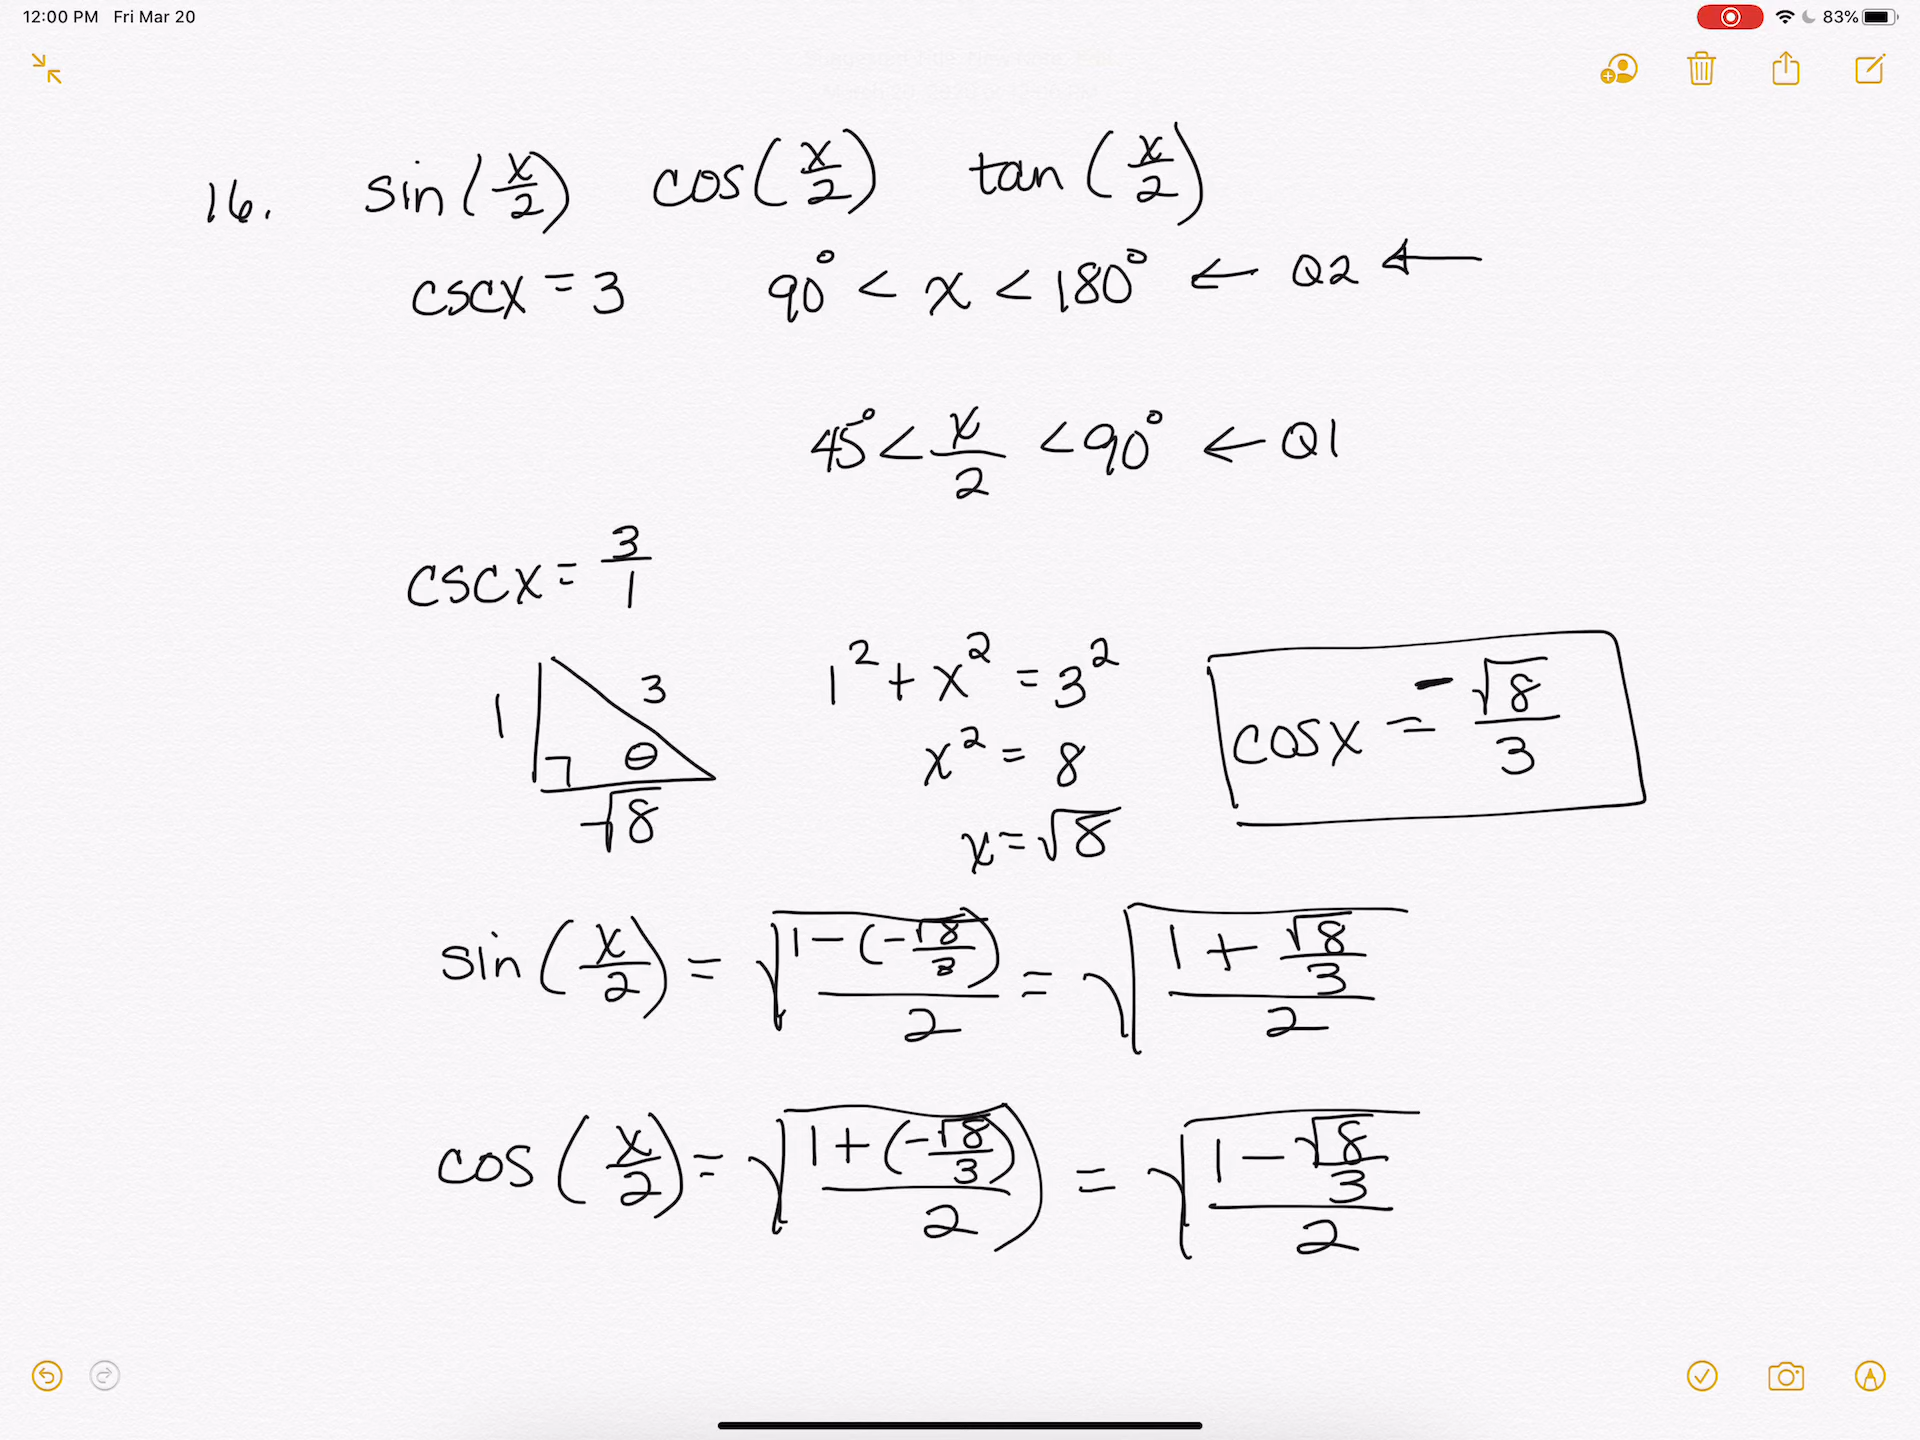 12:00 PM Fri Mar 20 83%
16. sin(x/2) cos(x/2) tan(x/2)
cscx = 3 90° < x < 180° ← Q2 ←
45° < x/2 < 90° ← Q1
cscx = 3/1
1² + x² = 3²
1 3 θ √8
x² = 8
cosx = -√8/3
x = √8
sin(x/2) = √((1-(-√8/3))/2) = √((1+√8/3)/2)
cos(x/2) = √((1+(-√8/3))/2) = √((1-√8/3)/2)